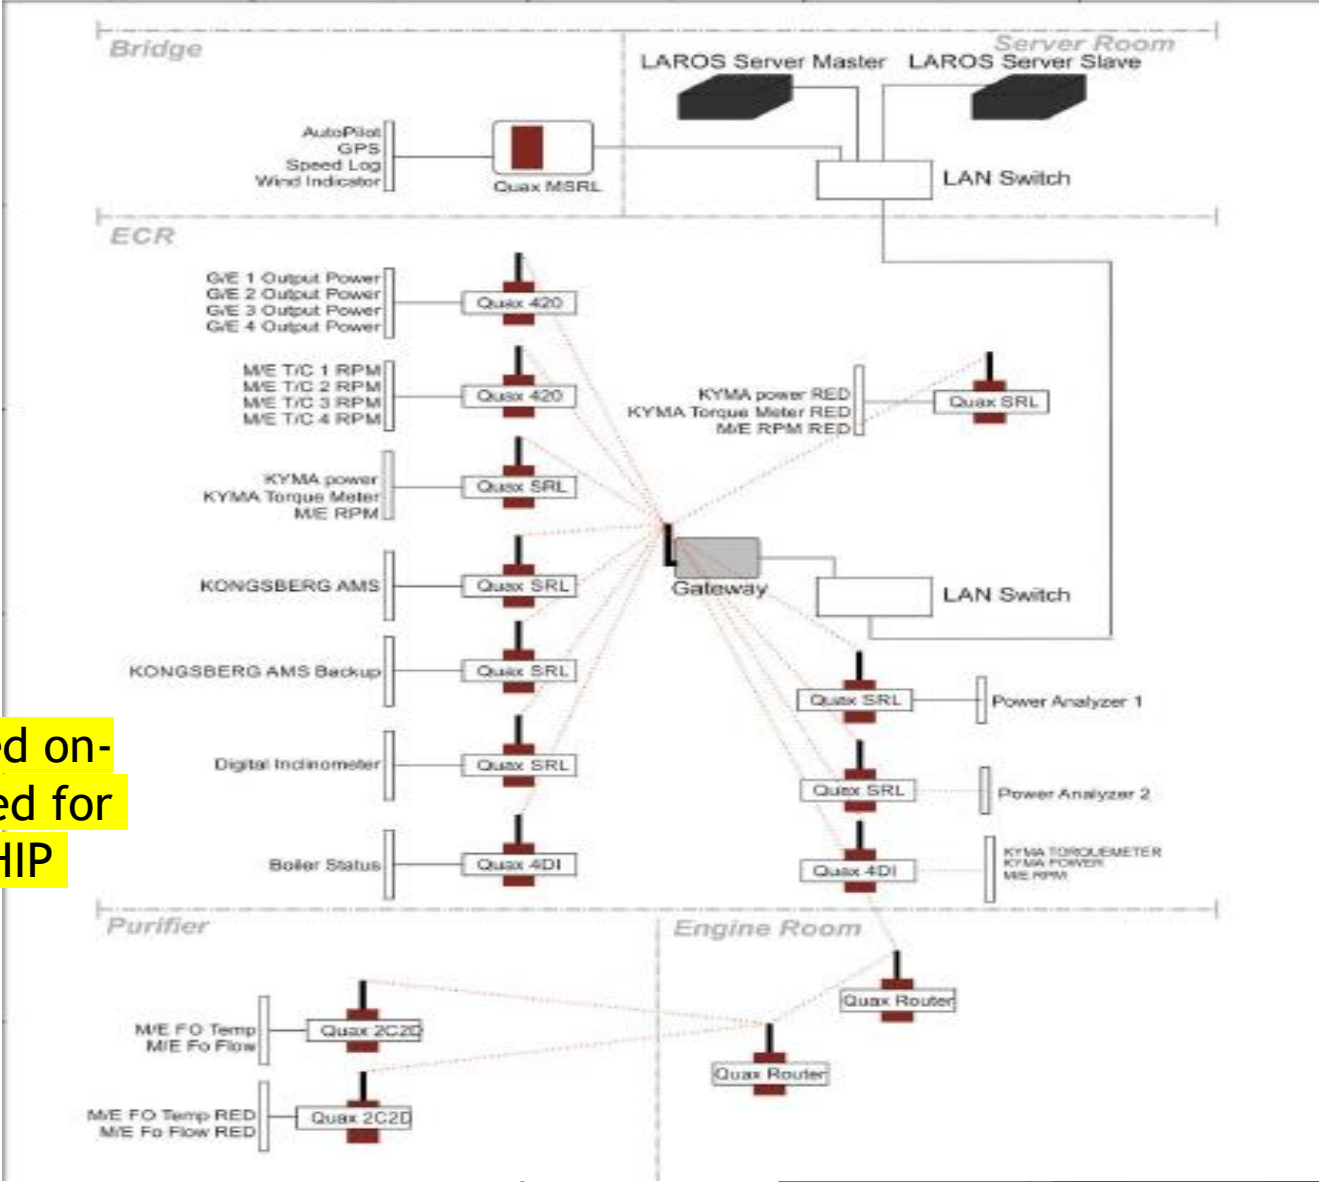 Bridge
Server Room
LAROS Server Master
LAROS Server Slave
AutoPilot
GPS
Speed Log
Wind Indicator
Quax MSRL
LAN Switch
ECR
G/E 1 Output Power
G/E 2 Output Power
G/E 3 Output Power
G/E 4 Output Power
Quax 420
M/E T/C 1 RPM
M/E T/C 2 RPM
M/E T/C 3 RPM
M/E T/C 4 RPM
Quax 420
KYMA power RED
KYMA Torque Meter RED
M/E RPM RED
Quax SRL
KYMA power
KYMA Torque Meter
M/E RPM
Quax SRL
KONGSBERG AMS
Quax SRL
Gateway
LAN Switch
KONGSBERG AMS Backup
Quax SRL
Quax SRL
Power Analyzer 1
ed on-
ed for
HIP
Digital Inclinometer
Quax SRL
Quax SRL
Power Analyzer 2
Boiler Status
Quax 4DI
Quax 4DI
KYMA TORQUEMETER
KYMA POWER
M/E RPM
Purifier
Engine Room
M/E FO Temp
M/E Fo Flow
Quax 2C2D
Quax Router
Quax Router
M/E FO Temp RED
M/E Fo Flow RED
Quax 2C2D